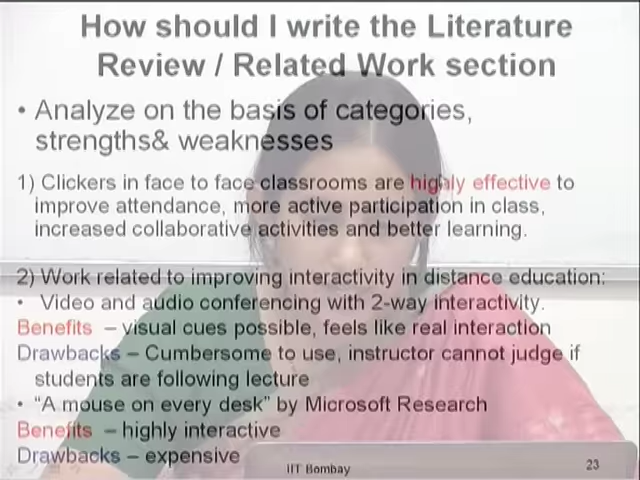 How should I write the Literature
Review / Related Work section
• Analyze on the basis of categories,
strengths& weaknesses
1) Clickers in face to face classrooms are highly effective to
improve attendance, more active participation in class,
increased collaborative activities and better learning.
2) Work related to improving interactivity in distance education:
• Video and audio conferencing with 2-way interactivity.
Benefits – visual cues possible, feels like real interaction
Drawbacks – Cumbersome to use, instructor cannot judge if
students are following lecture
• “A mouse on every desk” by Microsoft Research
Benefits – highly interactive
Drawbacks – expensive
IIT Bombay
23